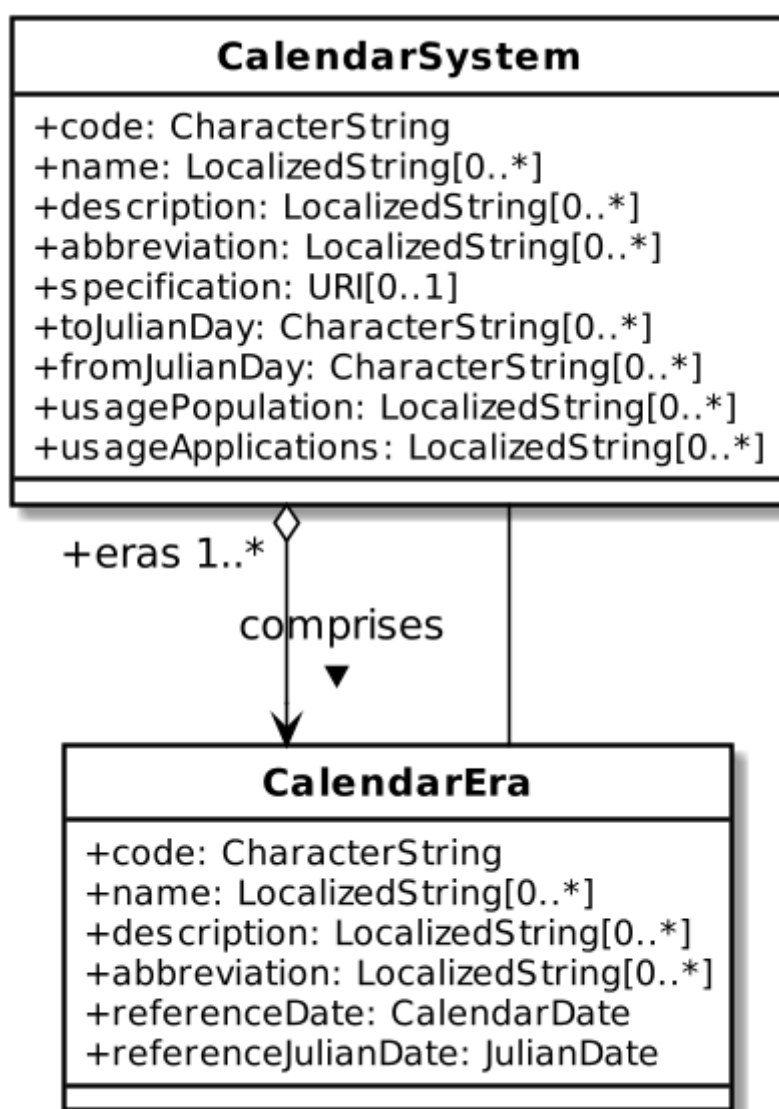 CalendarSystem
+code: CharacterString
+name: LocalizedString[0..*]
+description: LocalizedString[0..*]
+abbreviation: LocalizedString[0..*]
+specification: URI[0..1]
+toJulianDay: CharacterString[0..*]
+fromJulianDay: CharacterString[0..*]
+usagePopulation: LocalizedString[0..*]
+usageApplications: LocalizedString[0..*]
+eras 1..*
comprises
CalendarEra
+code: CharacterString
+name: LocalizedString[0..*]
+description: LocalizedString[0..*]
+abbreviation: LocalizedString[0..*]
+referenceDate: CalendarDate
+referenceJulianDate: JulianDate